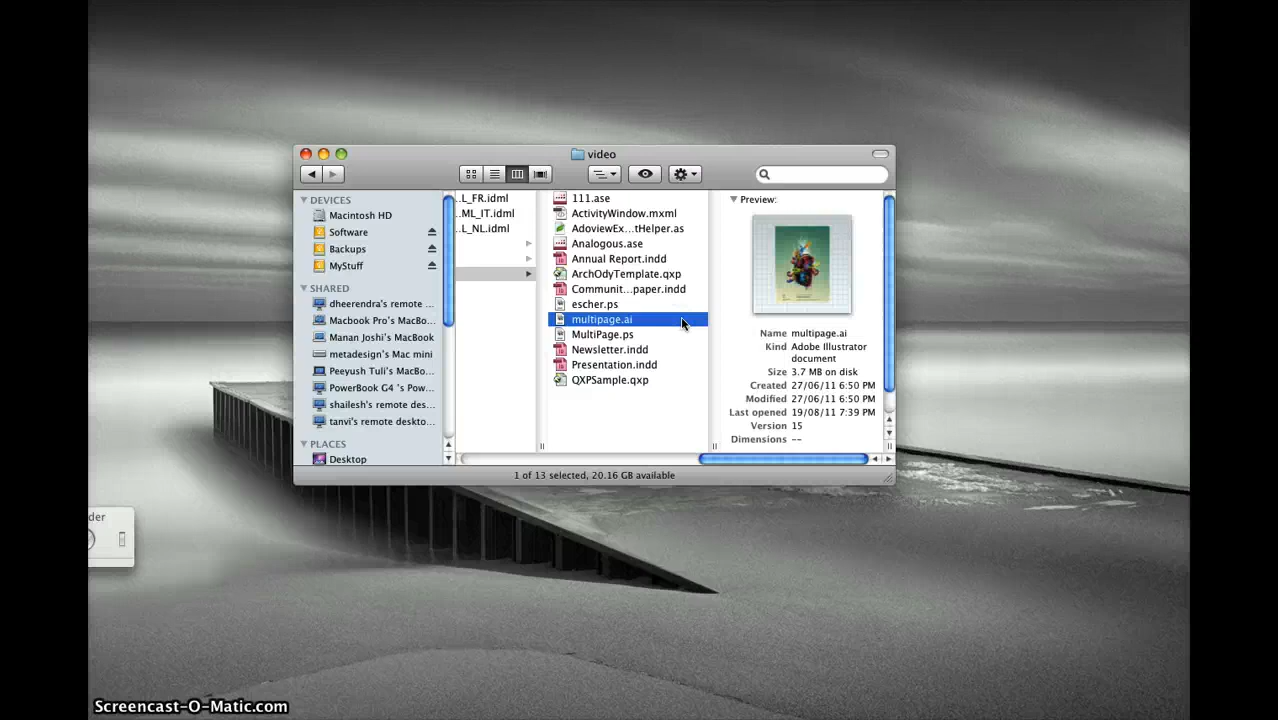 video
DEVICES
Macintosh HD
Software
Backups
MyStuff
SHARED
dheerendra's remote ...
Macbook Pro's MacBo...
Manan Joshi's MacBook
metadesign's Mac mini
Peeyush Tuli's MacBo...
PowerBook G4 's Pow...
shailesh's remote des...
tanvi's remote deskto...
PLACES
Desktop
..L_FR.idml
..ML_IT.idml
..L_NL.idml
111.ase
ActivityWindow.mxml
AdoviewEx...tHelper.as
Analogous.ase
Annual Report.indd
ArchOdyTemplate.qxp
Communit...paper.indd
escher.ps
multipage.ai
MultiPage.ps
Newsletter.indd
Presentation.indd
QXPSample.qxp
Preview:
Name multipage.ai
Kind Adobe Illustrator
document
Size 3.7 MB on disk
Created 27/06/11 6:50 PM
Modified 27/06/11 6:50 PM
Last opened 19/08/11 7:39 PM
Version 15
Dimensions --
1 of 13 selected, 20.16 GB available
der
Screencast-O-Matic.com